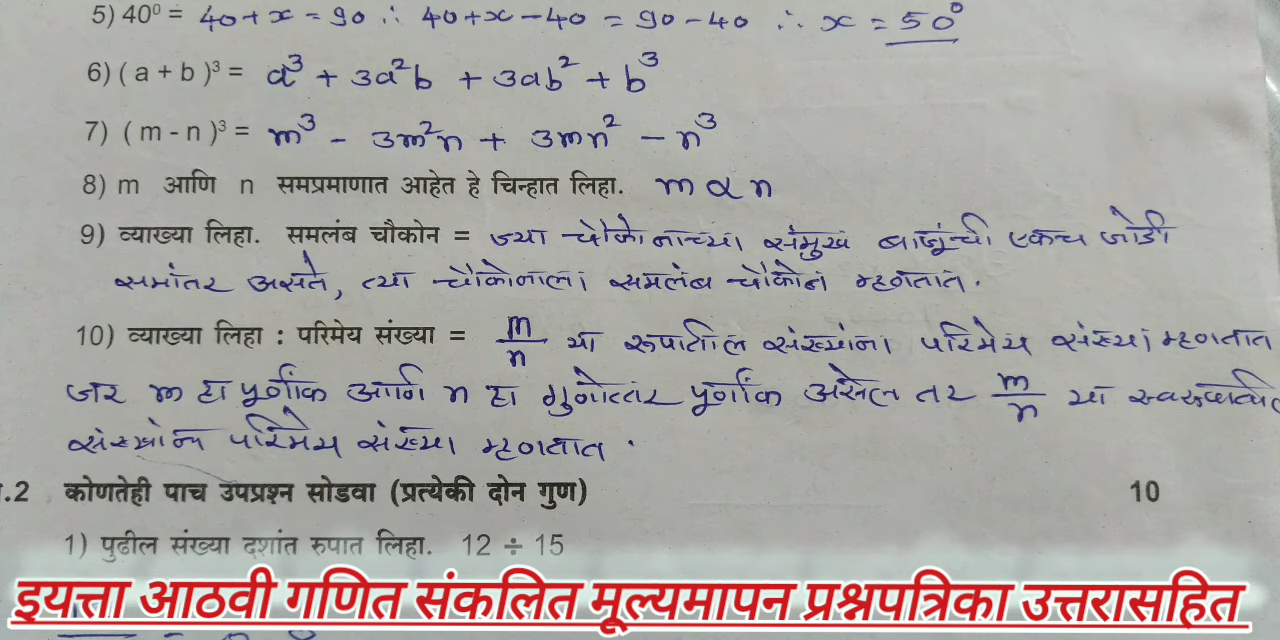 5) 40⁰ = 40 + x = 90 ∴ 40 + x - 40 = 90 - 40 ∴ x = 50⁰
6) ( a + b )³ = a³ + 3a²b + 3ab² + b³
7) ( m - n )³ = m³ - 3m²n + 3mn² - n³
8) m आणि n समप्रमाणात आहेत हे चिन्हात लिहा. m α n
9) व्याख्या लिहा. समलंब चौकोन = ज्या चौकोनाच्या संमुख बाजूंची एकच जोडी
समांतर असते, त्या चौकोनाला समलंब चौकोन म्हणतात.
10) व्याख्या लिहा : परिमेय संख्या = m/n या रुपातील संख्यांना परिमेय संख्या म्हणतात
जर m हा पूर्णांक आणि n हा पूर्णांक असेल तर m/n या
परिमेय संख्या म्हणतात .
.2 कोणतेही पाच उपप्रश्न सोडवा (प्रत्येकी दोन गुण) 10
1) पुढील संख्या दशांत रुपात लिहा. 12 ÷ 15
इयत्ता आठवी गणित संकलित मूल्यमापन प्रश्नपत्रिका उत्तरासहित